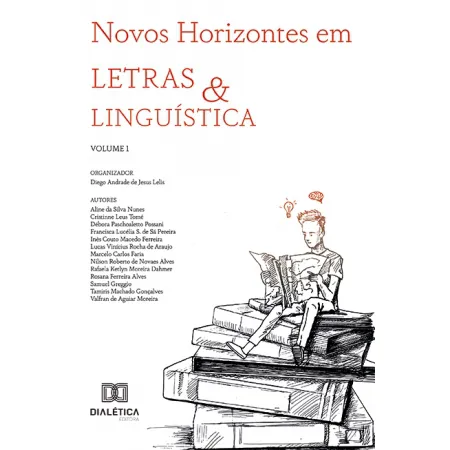 Novos Horizontes em
LETRAS &
LINGUÍSTICA
VOLUME 1
ORGANIZADOR
Diego Andrade de Jesus Lelis
AUTORES
Aline da Silva Nunes
Cristinne Leus Tomé
Débora Paschoaletto Possani
Francisca Lucélia S. de Sá Pereira
Inês Couto Macedo Ferreira
Lucas Vinícius Rocha de Araujo
Marcelo Carlos Faria
Nilson Roberto de Novaes Alves
Rafaela Kerlyn Moreira Dahmer
Rosana Ferreira Alves
Samuel Greggio
Tamiris Machado Gonçalves
Valfran de Aguiar Moreira
DIALÉTICA
EDITORA